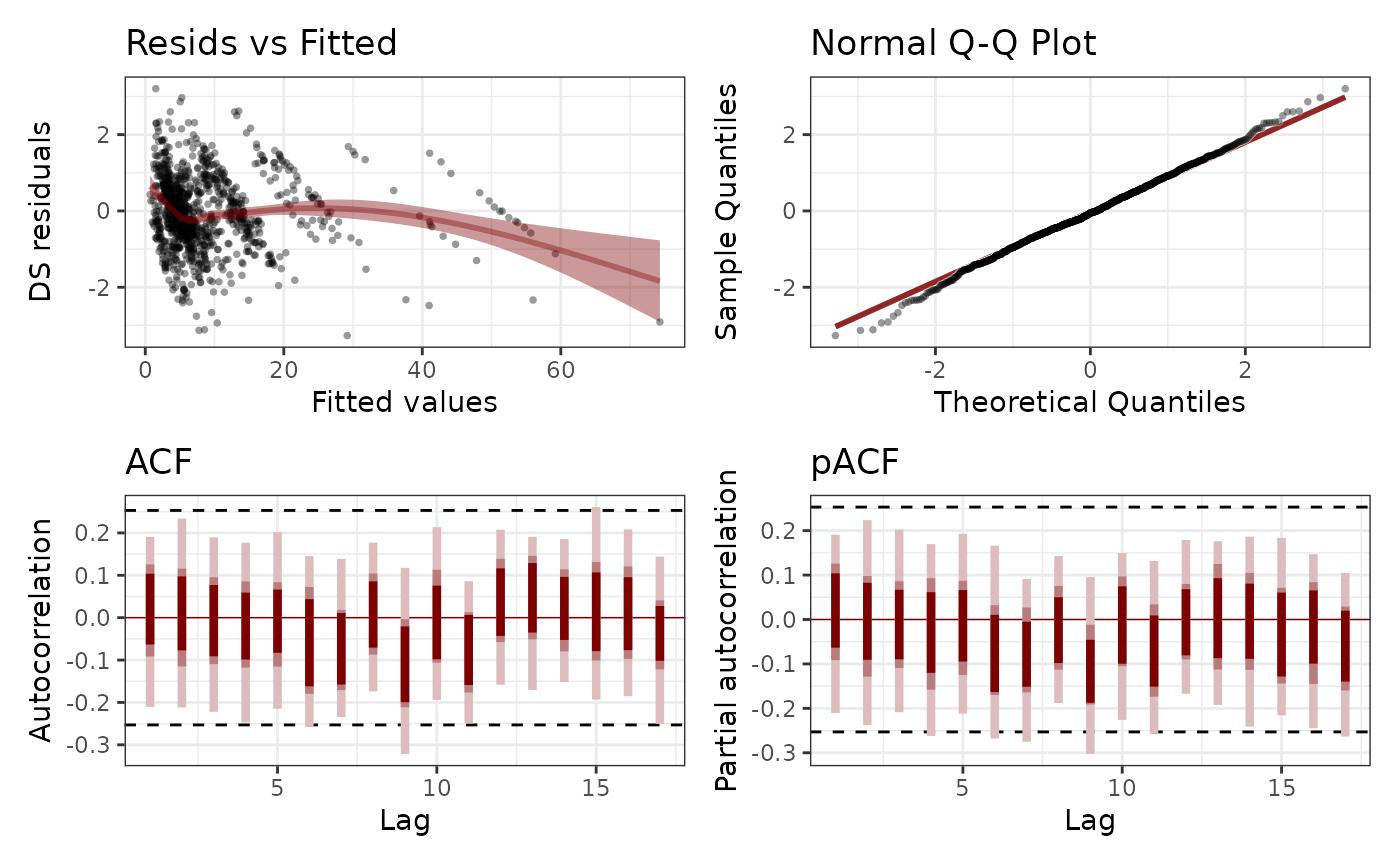 Resids vs Fitted
DS residuals
2
0
-2
0
20
40
60
Fitted values
Normal Q-Q Plot
Sample Quantiles
2
0
-2
-2
0
2
Theoretical Quantiles
ACF
Autocorrelation
0.2
0.1
0.0
-0.1
-0.2
-0.3
5
10
15
Lag
pACF
Partial autocorrelation
0.2
0.1
0.0
-0.1
-0.2
-0.3
5
10
15
Lag